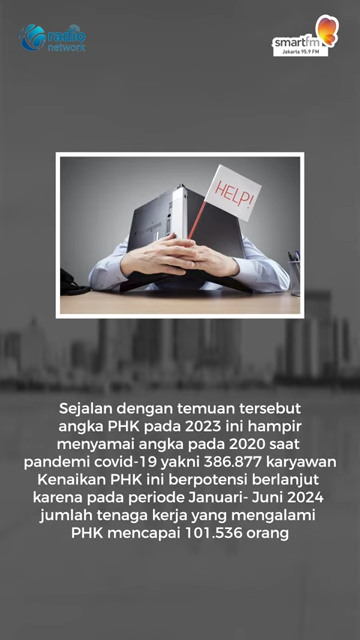 radio
network
smartfm
Jakarta 95.9 FM
HELP!
Sejalan dengan temuan tersebut
angka PHK pada 2023 ini hampir
menyamai angka pada 2020 saat
pandemi covid-19 yakni 386.877 karyawan
Kenaikan PHK ini berpotensi berlanjut
karena pada periode Januari- Juni 2024
jumlah tenaga kerja yang mengalami
PHK mencapai 101.536 orang